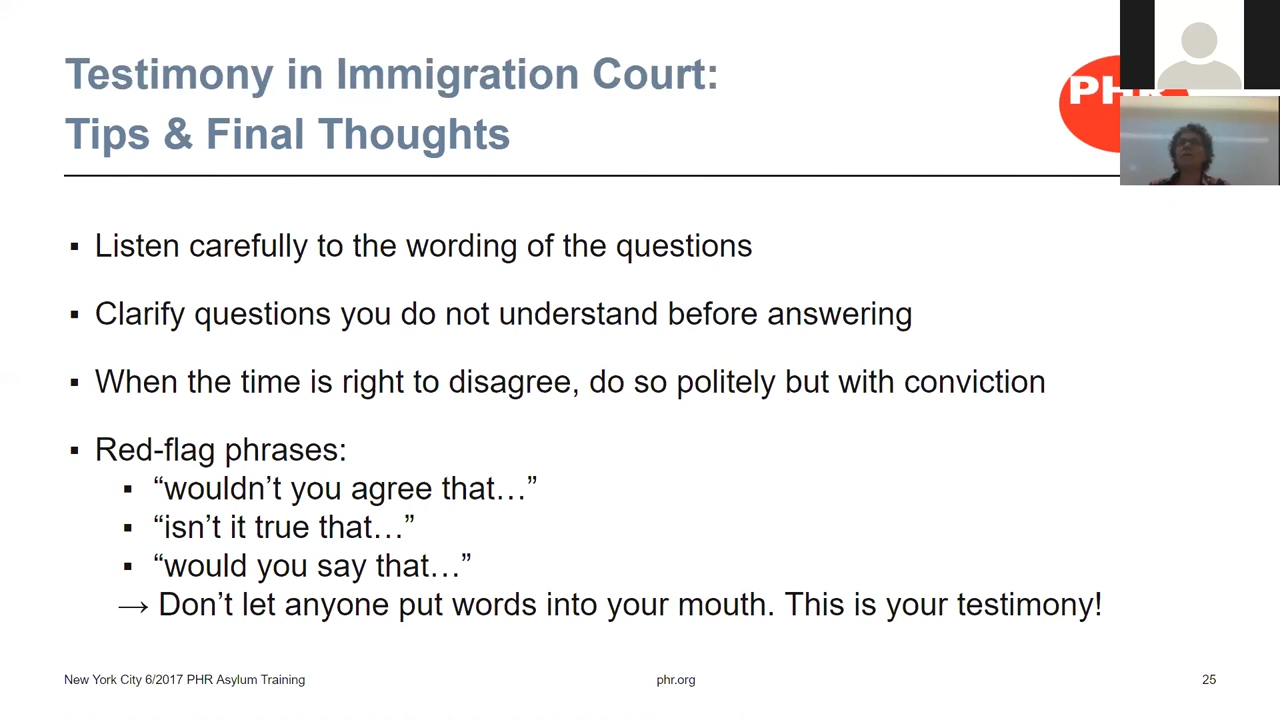 Testimony in Immigration Court:
Tips & Final Thoughts
▪ Listen carefully to the wording of the questions
▪ Clarify questions you do not understand before answering
▪ When the time is right to disagree, do so politely but with conviction
▪ Red-flag phrases:
▪ “wouldn’t you agree that…”
▪ “isn’t it true that…”
▪ “would you say that…”
→ Don’t let anyone put words into your mouth. This is your testimony!
New York City 6/2017 PHR Asylum Training
phr.org
25